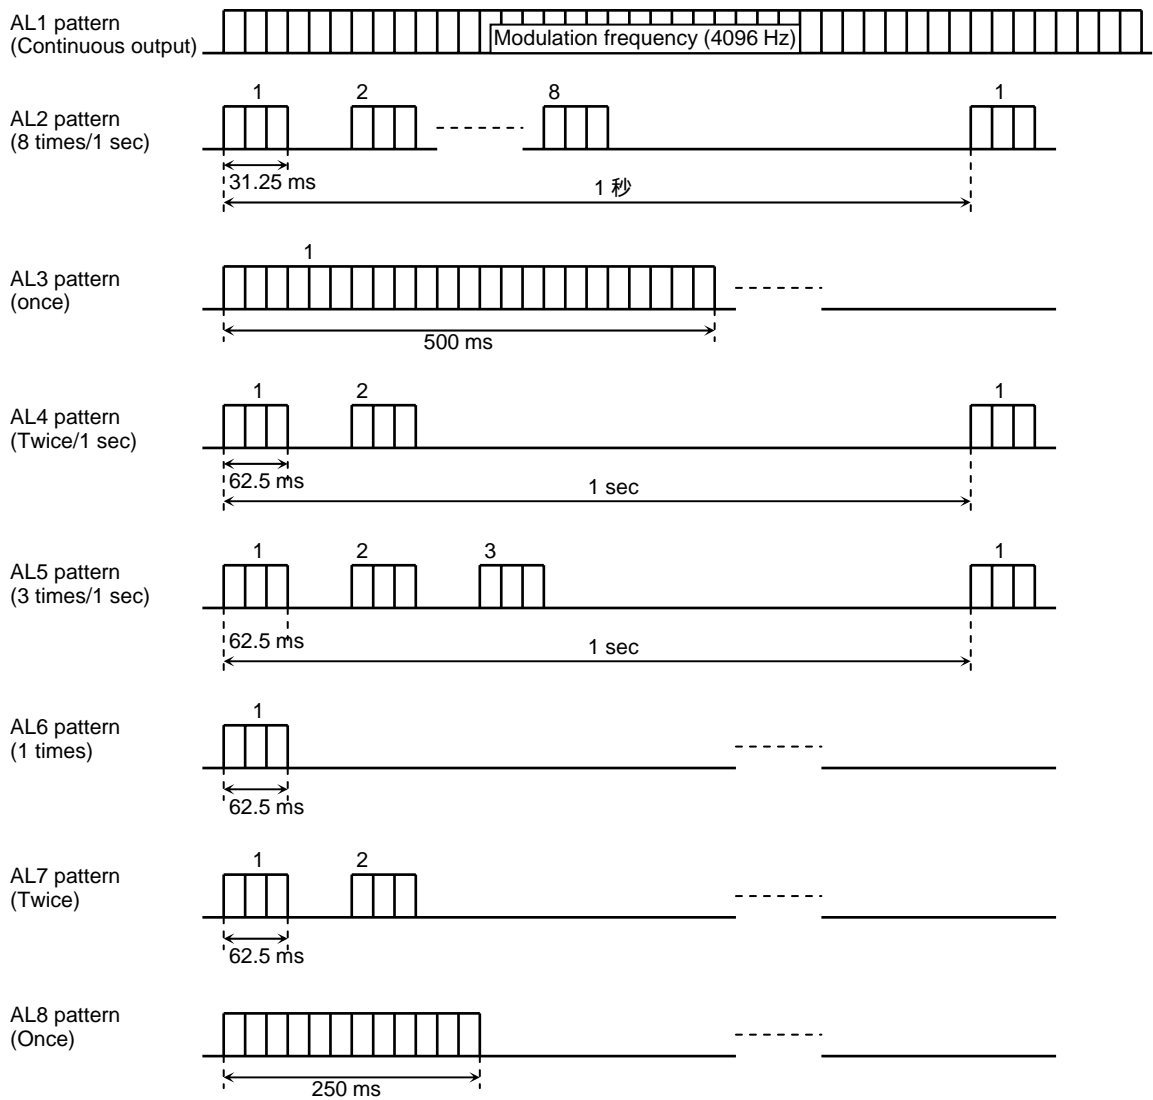 AL1 pattern
(Continuous output)
Modulation frequency (4096 Hz)
1 2 8 1
AL2 pattern
(8 times/1 sec)
31.25 ms
1 秒
1
AL3 pattern
(once)
500 ms
1 2 1
AL4 pattern
(Twice/1 sec)
62.5 ms
1 sec
1 2 3 1
AL5 pattern
(3 times/1 sec)
62.5 ms
1 sec
1
AL6 pattern
(1 times)
62.5 ms
1 2
AL7 pattern
(Twice)
62.5 ms
AL8 pattern
(Once)
250 ms